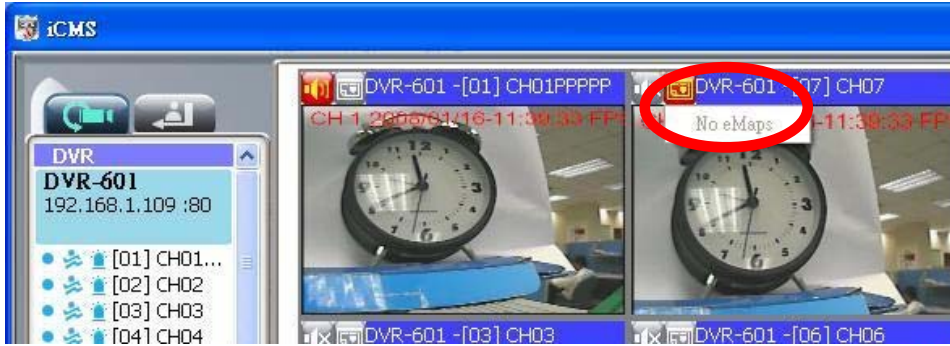 iCMS
DVR
DVR-601
192.168.1.109 :80
[01] CH01...
[02] CH02
[03] CH03
[04] CH04
DVR-601 -[01] CH01PPPPP
CH 1 2008/01/16-11:39:33 FP
DVR-601 -[07] CH07
No eMaps
-11:39:33 FP
DVR-601 -[03] CH03
DVR-601 -[06] CH06